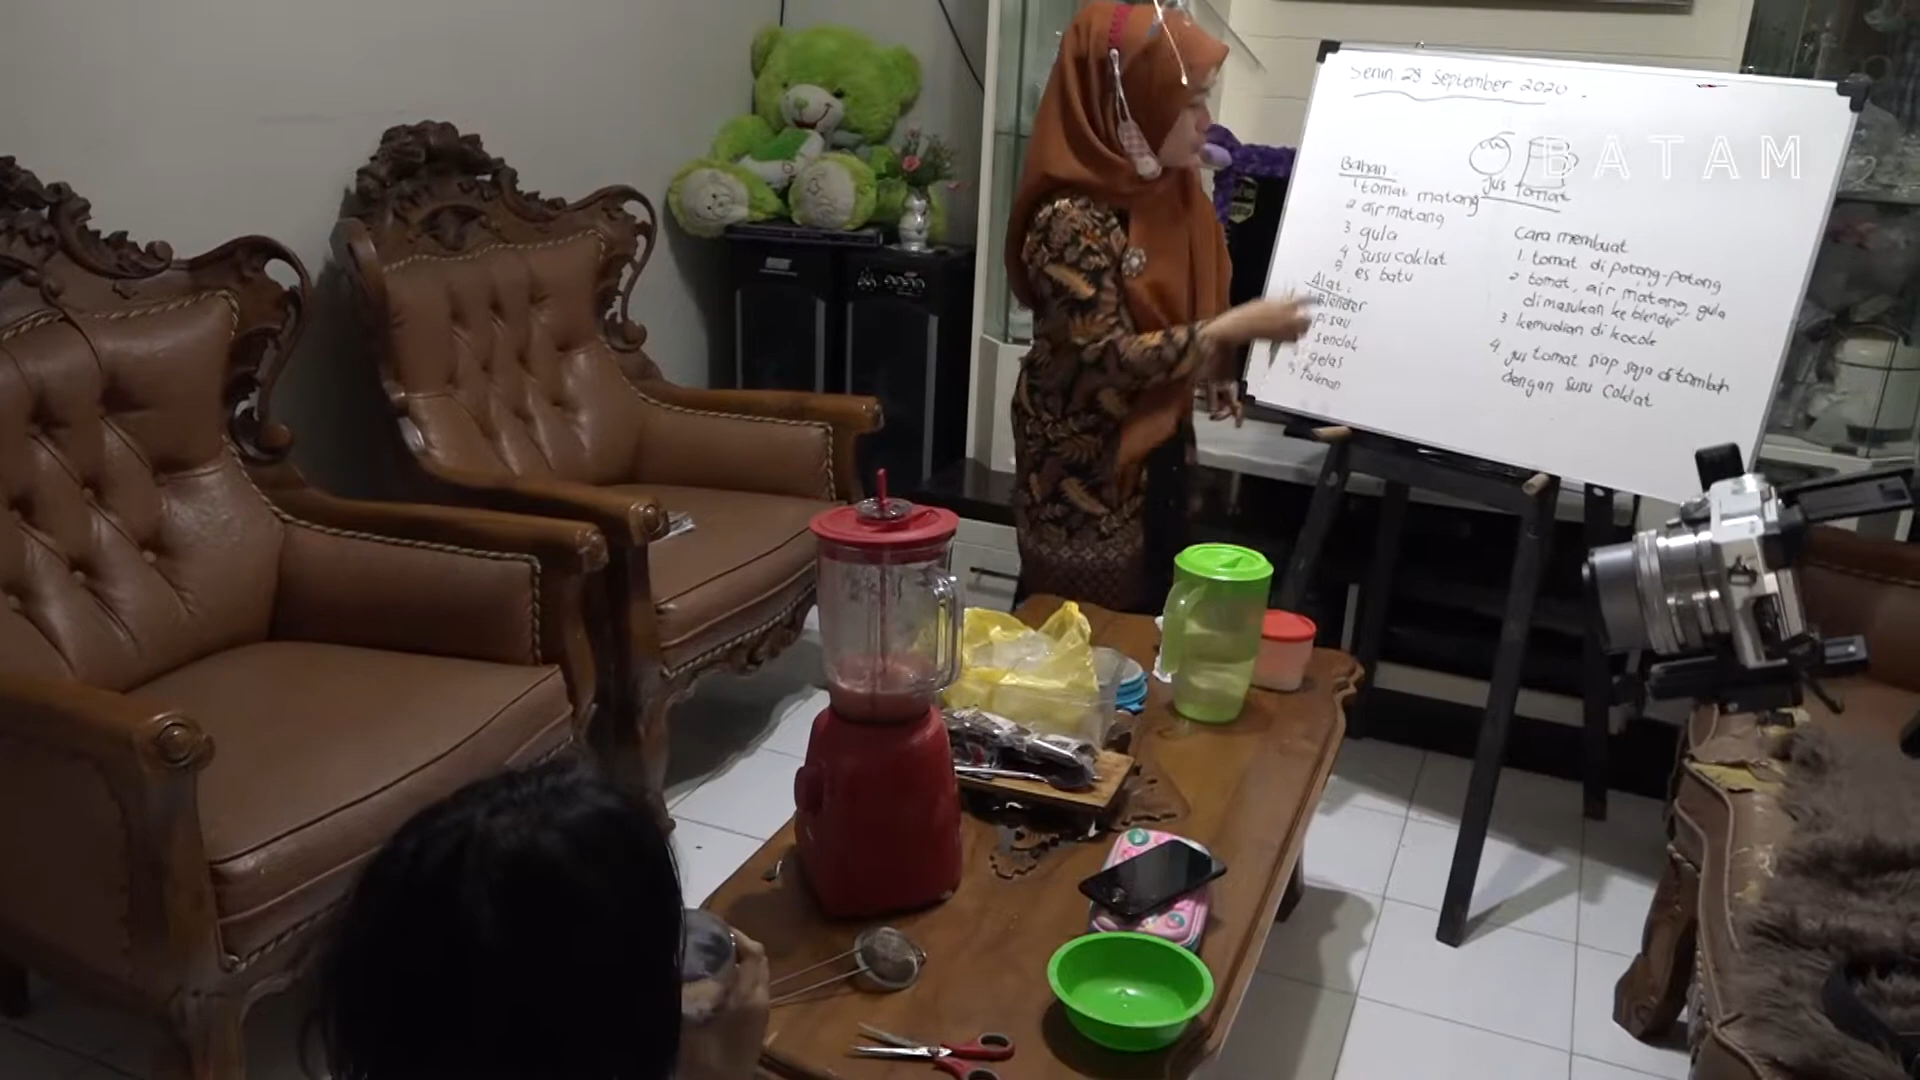 Senin, 28 September 2020
BATAM
jus tomat
Bahan
1 tomat matang
2 air matang
3 gula
4 susu coklat
5 es batu
Alat:
Blender
Pisau
sendok
gelas
5. Talenan
Cara membuat
1. tomat di potong-potong
2 tomat, air matang, gula
dimasukan ke blender
3 kemudian di kocok
4. jus tomat siap saja di tambah
dengan susu coklat